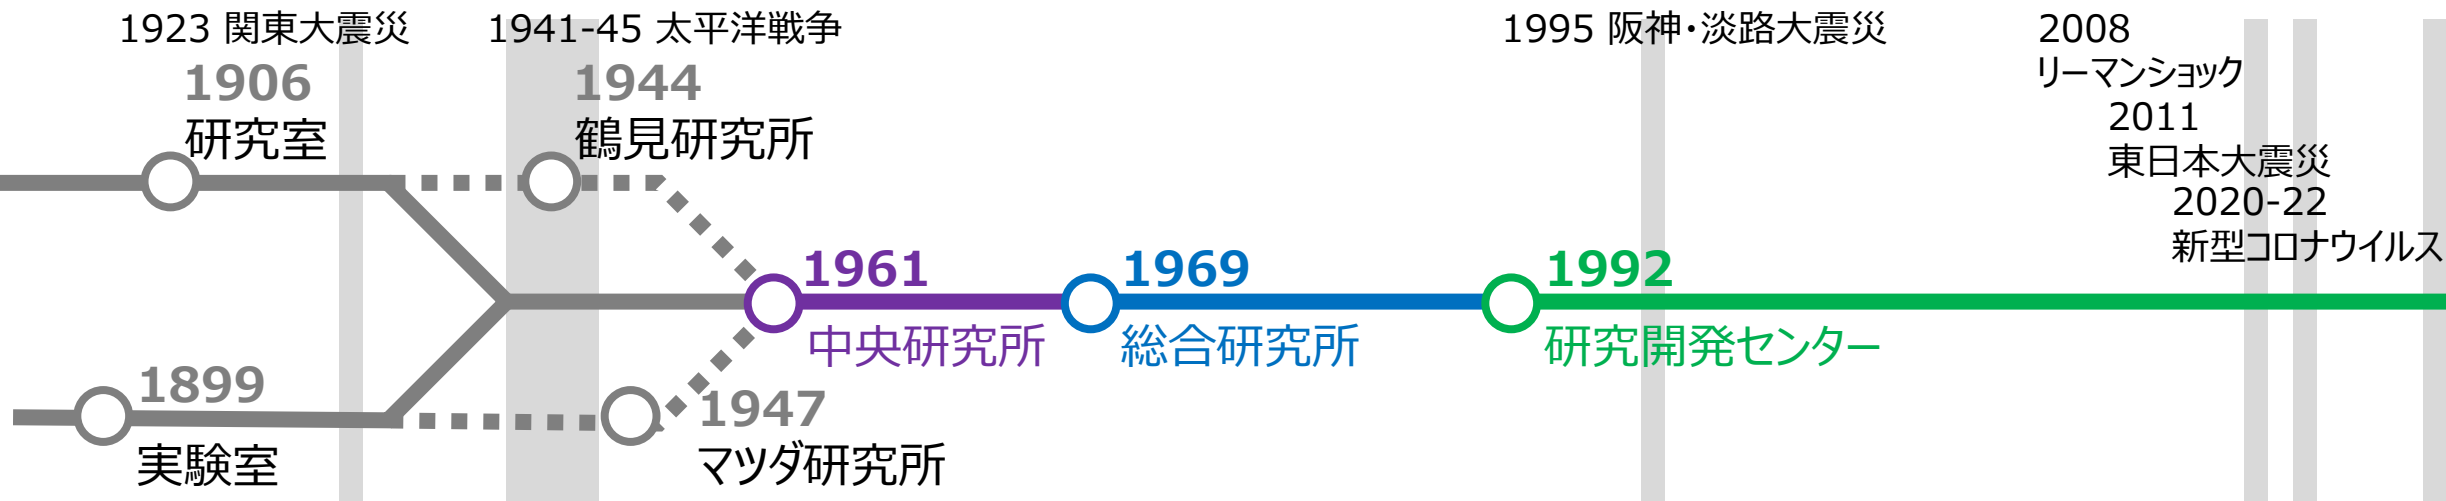 1923 関東大震災
1941-45 太平洋戦争
1995 阪神・淡路大震災
2008
リーマンショック
2011
東日本大震災
2020-22
新型コロナウイルス
1906
研究室
1944
鶴見研究所
1961
中央研究所
1969
総合研究所
1992
研究開発センター
1899
実験室
1947
マツダ研究所